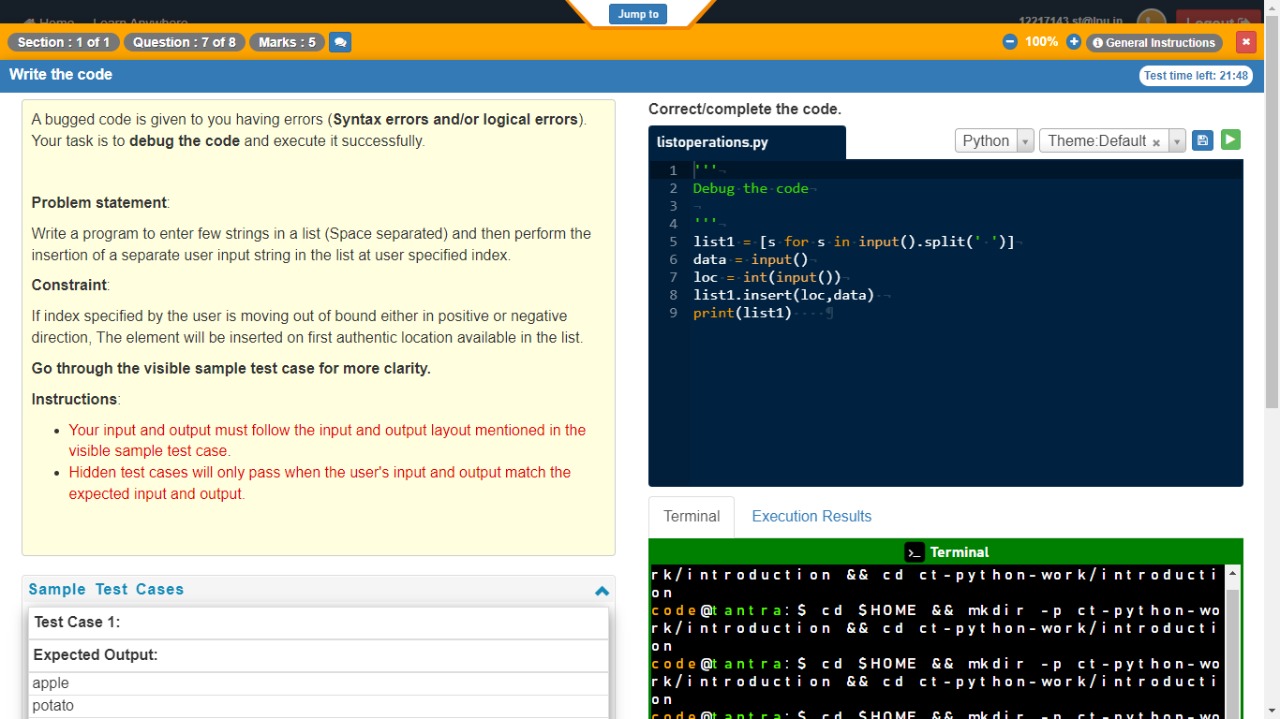 Home Learn Anywhere
Jump to
12217143.st@lpu.in
Logout
Section : 1 of 1 Question : 7 of 8 Marks : 5
100% General Instructions
Write the code
Test time left: 21:48
A bugged code is given to you having errors (Syntax errors and/or logical errors).
Your task is to debug the code and execute it successfully.
Problem statement:
Write a program to enter few strings in a list (Space separated) and then perform the
insertion of a separate user input string in the list at user specified index.
Constraint:
If index specified by the user is moving out of bound either in positive or negative
direction, The element will be inserted on first authentic location available in the list.
Go through the visible sample test case for more clarity.
Instructions:
• Your input and output must follow the input and output layout mentioned in the
visible sample test case.
• Hidden test cases will only pass when the user's input and output match the
expected input and output.
Sample Test Cases
Test Case 1:
Expected Output:
apple
potato
Correct/complete the code.
listoperations.py
Python Theme:Default ×
1 '''
2 Debug the code
3
4 '''
5 list1 = [s for s in input().split(' ')]
6 data = input()
7 loc = int(input())
8 list1.insert(loc,data)
9 print(list1)
Terminal Execution Results
>_ Terminal
rk/introduction && cd ct-python-work/introducti
on
code@tantra:$ cd $HOME && mkdir -p ct-python-wo
rk/introduction && cd ct-python-work/introducti
on
code@tantra:$ cd $HOME && mkdir -p ct-python-wo
rk/introduction && cd ct-python-work/introducti
on
code@tantra:$ cd $HOME && mkdir -p ct-python-wo